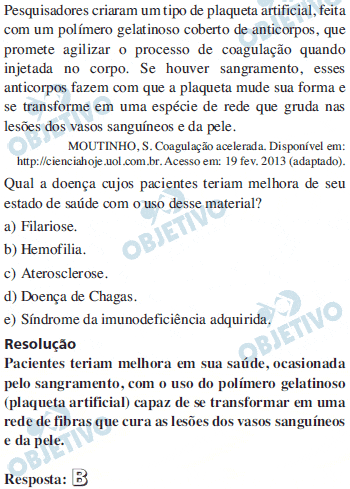 Pesquisadores criaram um tipo de plaqueta artificial, feita
com um polímero gelatinoso coberto de anticorpos, que
promete agilizar o processo de coagulação quando
injetada no corpo. Se houver sangramento, esses
anticorpos fazem com que a plaqueta mude sua forma e
se transforme em uma espécie de rede que gruda nas
lesões dos vasos sanguíneos e da pele.
MOUTINHO, S. Coagulação acelerada. Disponível em:
http://cienciahoje.uol.com.br. Acesso em: 19 fev. 2013 (adaptado).
Qual a doença cujos pacientes teriam melhora de seu
estado de saúde com o uso desse material?
a) Filariose.
b) Hemofilia.
c) Aterosclerose.
d) Doença de Chagas.
e) Síndrome da imunodeficiência adquirida.
Resolução
Pacientes teriam melhora em sua saúde, ocasionada
pelo sangramento, com o uso do polímero gelatinoso
(plaqueta artificial) capaz de se transformar em uma
rede de fibras que cura as lesões dos vasos sanguíneos
e da pele.
Resposta: B
OBJETIVO
OBJETIVO
OBJETIVO
OBJETIVO
OBJETIVO